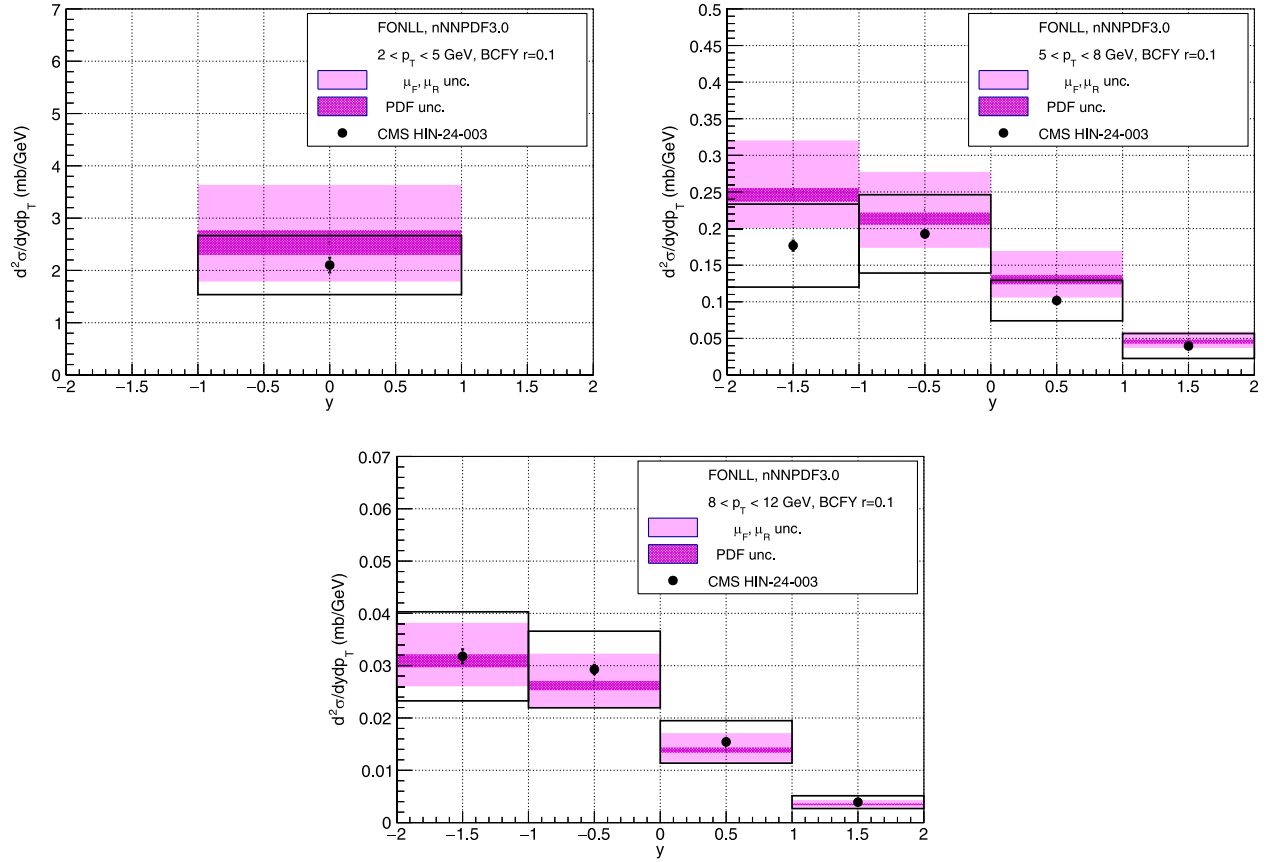 FONLL, nNNPDF3.0
2 < p_T < 5 GeV, BCFY r=0.1
μ_F, μ_R unc.
PDF unc.
CMS HIN-24-003
d²σ/dydp_T (mb/GeV)
7
6
5
4
3
2
1
0
−2 −1.5 −1 −0.5 0 0.5 1 1.5 2
y
FONLL, nNNPDF3.0
5 < p_T < 8 GeV, BCFY r=0.1
μ_F, μ_R unc.
PDF unc.
CMS HIN-24-003
d²σ/dydp_T (mb/GeV)
0.5
0.45
0.4
0.35
0.3
0.25
0.2
0.15
0.1
0.05
0
−2 −1.5 −1 −0.5 0 0.5 1 1.5 2
y
FONLL, nNNPDF3.0
8 < p_T < 12 GeV, BCFY r=0.1
μ_F, μ_R unc.
PDF unc.
CMS HIN-24-003
d²σ/dydp_T (mb/GeV)
0.07
0.06
0.05
0.04
0.03
0.02
0.01
0
−2 −1.5 −1 −0.5 0 0.5 1 1.5 2
y